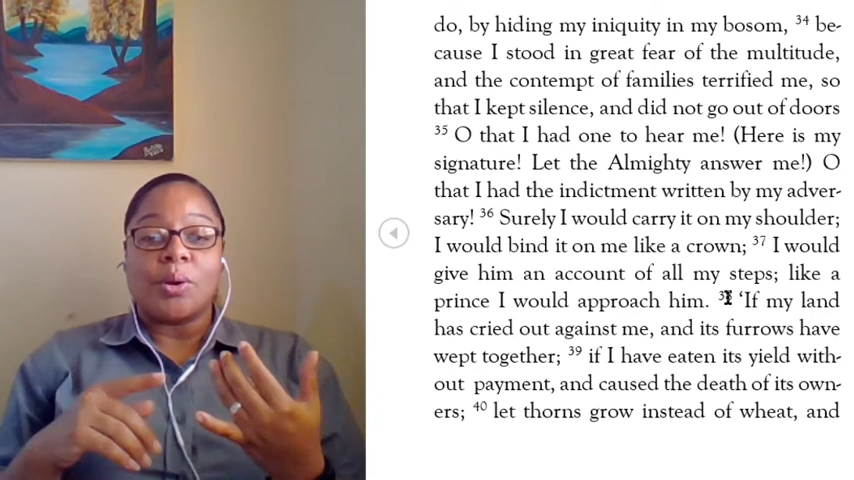 do, by hiding my iniquity in my bosom, 34 be-
cause I stood in great fear of the multitude,
and the contempt of families terrified me, so
that I kept silence, and did not go out of doors
35 O that I had one to hear me! (Here is my
signature! Let the Almighty answer me!) O
that I had the indictment written by my adver-
sary! 36 Surely I would carry it on my shoulder;
I would bind it on me like a crown; 37 I would
give him an account of all my steps; like a
prince I would approach him. ‘If my land
has cried out against me, and its furrows have
wept together; 39 if I have eaten its yield with-
out payment, and caused the death of its own-
ers; 40 let thorns grow instead of wheat, and